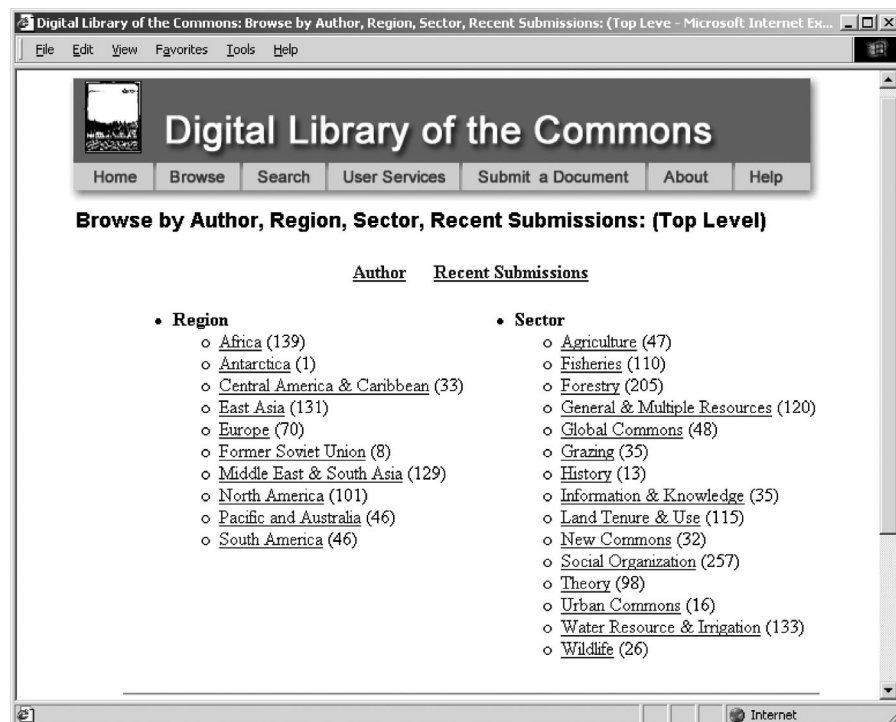 Digital Library of the Commons: Browse by Author, Region, Sector, Recent Submissions: (Top Leve - Microsoft Internet Ex...
File Edit View Favorites Tools Help
Digital Library of the Commons
Home Browse Search User Services Submit a Document About Help
Browse by Author, Region, Sector, Recent Submissions: (Top Level)
Author Recent Submissions
• Region
o Africa (139)
o Antarctica (1)
o Central America & Caribbean (33)
o East Asia (131)
o Europe (70)
o Former Soviet Union (8)
o Middle East & South Asia (129)
o North America (101)
o Pacific and Australia (46)
o South America (46)
• Sector
o Agriculture (47)
o Fisheries (110)
o Forestry (205)
o General & Multiple Resources (120)
o Global Commons (48)
o Grazing (35)
o History (13)
o Information & Knowledge (35)
o Land Tenure & Use (115)
o New Commons (32)
o Social Organization (257)
o Theory (98)
o Urban Commons (16)
o Water Resource & Irrigation (133)
o Wildlife (26)
Internet